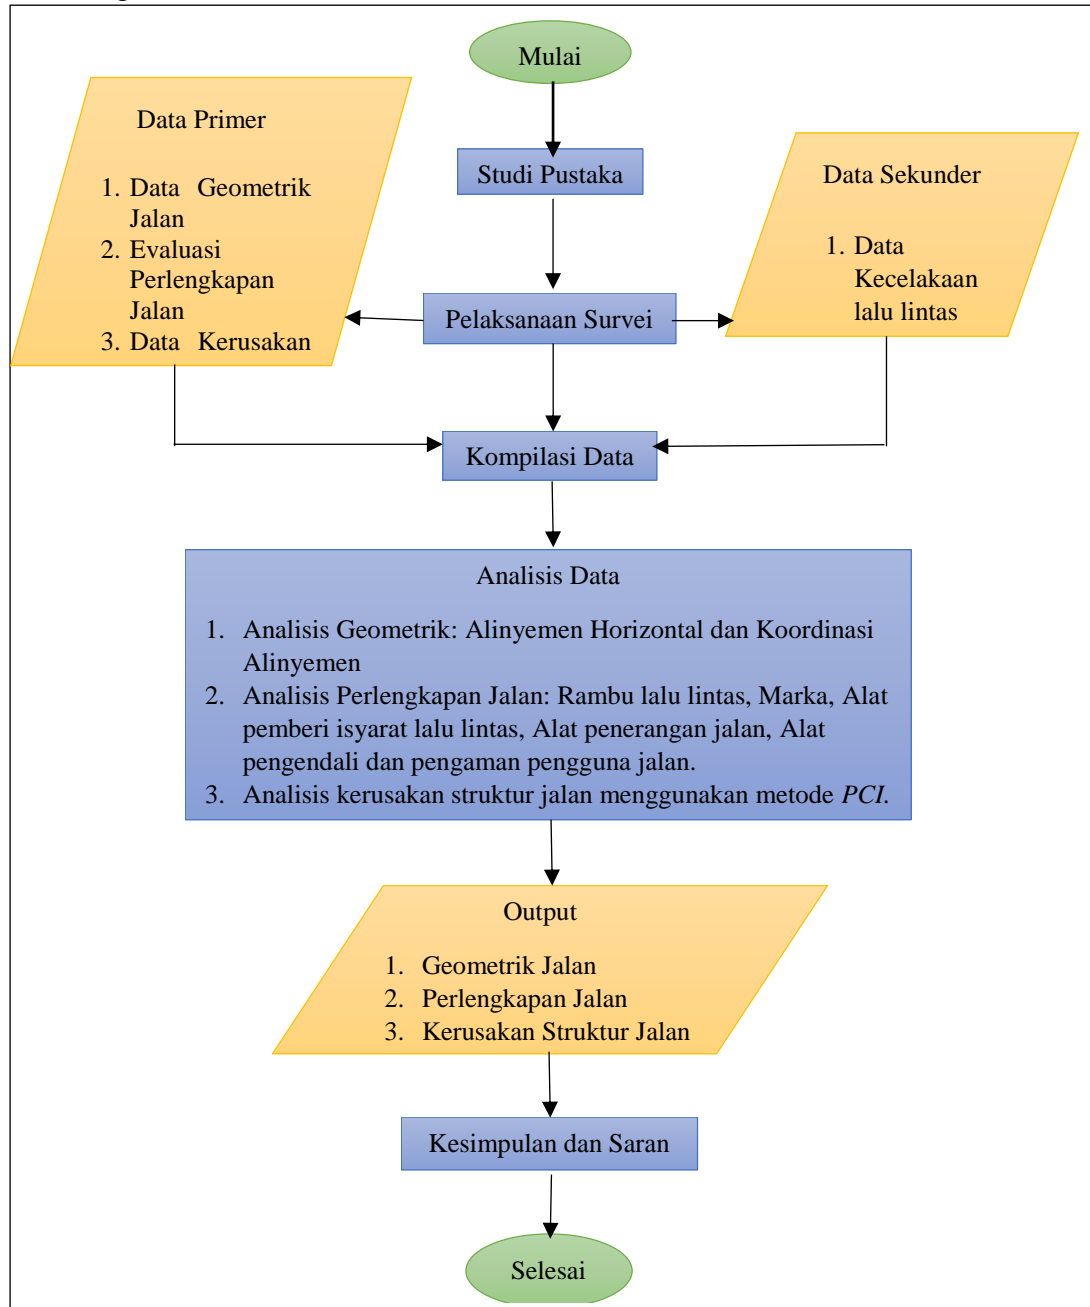 Mulai
Data Primer
1. Data Geometrik
Jalan
2. Evaluasi
Perlengkapan
Jalan
3. Data Kerusakan
Studi Pustaka
Data Sekunder
1. Data
Kecelakaan
lalu lintas
Pelaksanaan Survei
Kompilasi Data
Analisis Data
1. Analisis Geometrik: Alinyemen Horizontal dan Koordinasi
Alinyemen
2. Analisis Perlengkapan Jalan: Rambu lalu lintas, Marka, Alat
pemberi isyarat lalu lintas, Alat penerangan jalan, Alat
pengendali dan pengaman pengguna jalan.
3. Analisis kerusakan struktur jalan menggunakan metode PCI.
Output
1. Geometrik Jalan
2. Perlengkapan Jalan
3. Kerusakan Struktur Jalan
Kesimpulan dan Saran
Selesai